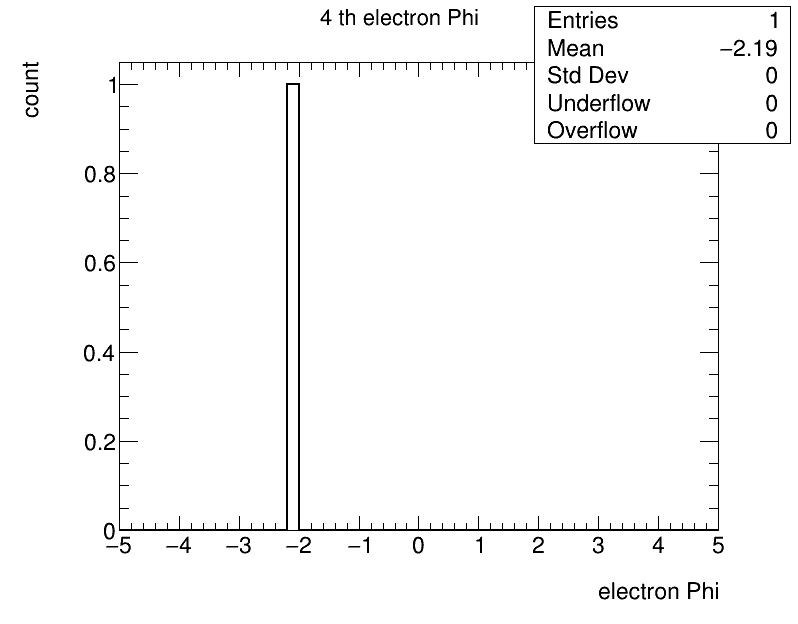 4 th electron Phi
Entries 1
Mean −2.19
Std Dev 0
Underflow 0
Overflow 0
count
1
0.8
0.6
0.4
0.2
0
−5 −4 −3 −2 −1 0 1 2 3 4 5
electron Phi